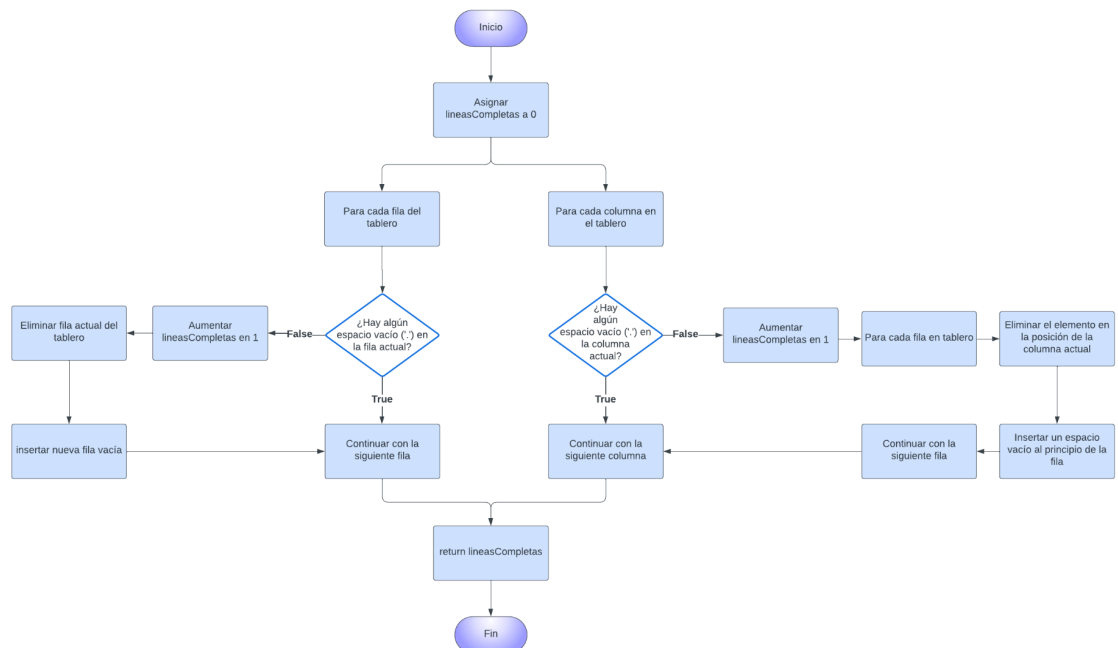 Inicio
Asignar
lineasCompletas a 0
Para cada fila del
tablero
Para cada columna en
el tablero
¿Hay algún
espacio vacío ('.') en
la fila actual?
False
Aumentar
lineasCompletas en 1
Eliminar fila actual del
tablero
insertar nueva fila vacía
True
Continuar con la
siguiente fila
¿Hay
algún
espacio vacío ('.') en
la columna
actual?
False
Aumentar
lineasCompletas en 1
Para cada fila en tablero
Eliminar el elemento en
la posición de la
columna actual
Insertar un espacio
vacío al principio de la
fila
Continuar con la
siguiente fila
True
Continuar con la
siguiente columna
return lineasCompletas
Fin